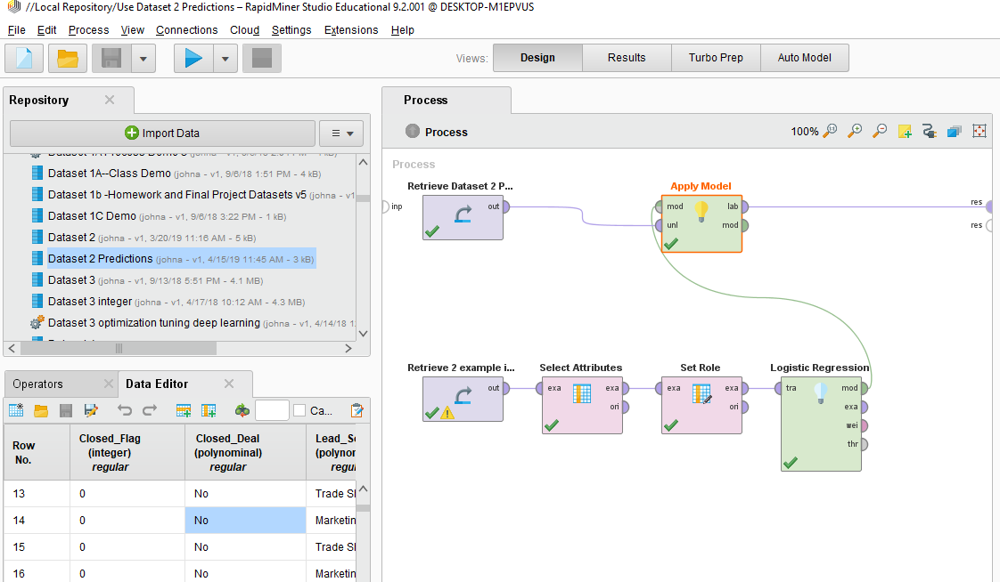 //Local Repository/Use Dataset 2 Predictions – RapidMiner Studio Educational 9.2.001 @ DESKTOP-M1EPVUS
File Edit Process View Connections Cloud Settings Extensions Help
Views: Design Results Turbo Prep Auto Model
Repository
Import Data
Dataset 1A--Class Demo (johna - v1, 9/6/18 1:51 PM - 4 kB)
Dataset 1b -Homework and Final Project Datasets v5 (johna - v1
Dataset 1C Demo (johna - v1, 9/6/18 3:22 PM - 1 kB)
Dataset 2 (johna - v1, 3/20/19 11:16 AM - 5 kB)
Dataset 2 Predictions (johna - v1, 4/15/19 11:45 AM - 3 kB)
Dataset 3 (johna - v1, 9/13/18 5:51 PM - 4.1 MB)
Dataset 3 integer (johna - v1, 4/17/18 10:12 AM - 4.3 MB)
Dataset 3 optimization tuning deep learning (johna - v1, 4/14/18 1:
Operators
Data Editor
Ca...
Row No.
Closed_Flag
(integer)
regular
Closed_Deal
(polynominal)
regular
Lead_So
(polynon
regul
13 0 No Trade Sl
14 0 No Marketin
15 0 No Trade Sl
16 0 No Marketin
Process
Process
100%
Process
inp
Retrieve Dataset 2 P...
out
Apply Model
mod lab
unl mod
res
res
Retrieve 2 example i...
out
Select Attributes
exa exa
ori
Set Role
exa exa
ori
Logistic Regression
tra mod
exa
wei
thr